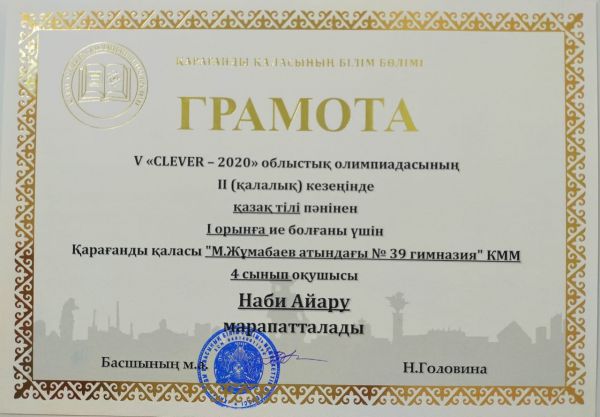 ҚАРАҒАНДЫ ҚАЛАСЫНЫҢ БІЛІМ БӨЛІМІ
ГРАМОТА
V «CLEVER – 2020» облыстық олимпиадасының
II (қалалық) кезеңінде
қазақ тілі пәнінен
I орынға ие болғаны үшін
Қарағанды қаласы "М.Жұмабаев атындағы № 39 гимназия" КММ
4 сынып оқушысы
Наби Айару
марапатталады
Басшының м.а. Н.Головина